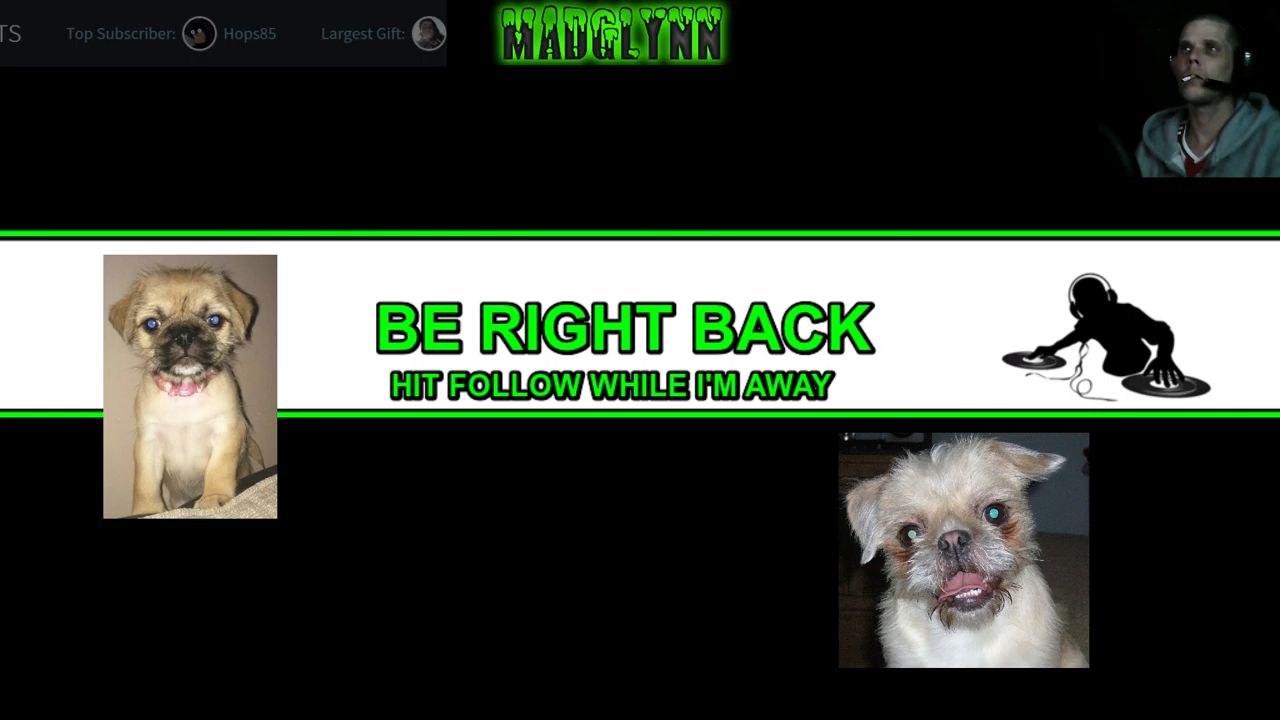 TS Top Subscriber: Hops85 Largest Gift:
MADGLYNN
BE RIGHT BACK
HIT FOLLOW WHILE I'M AWAY